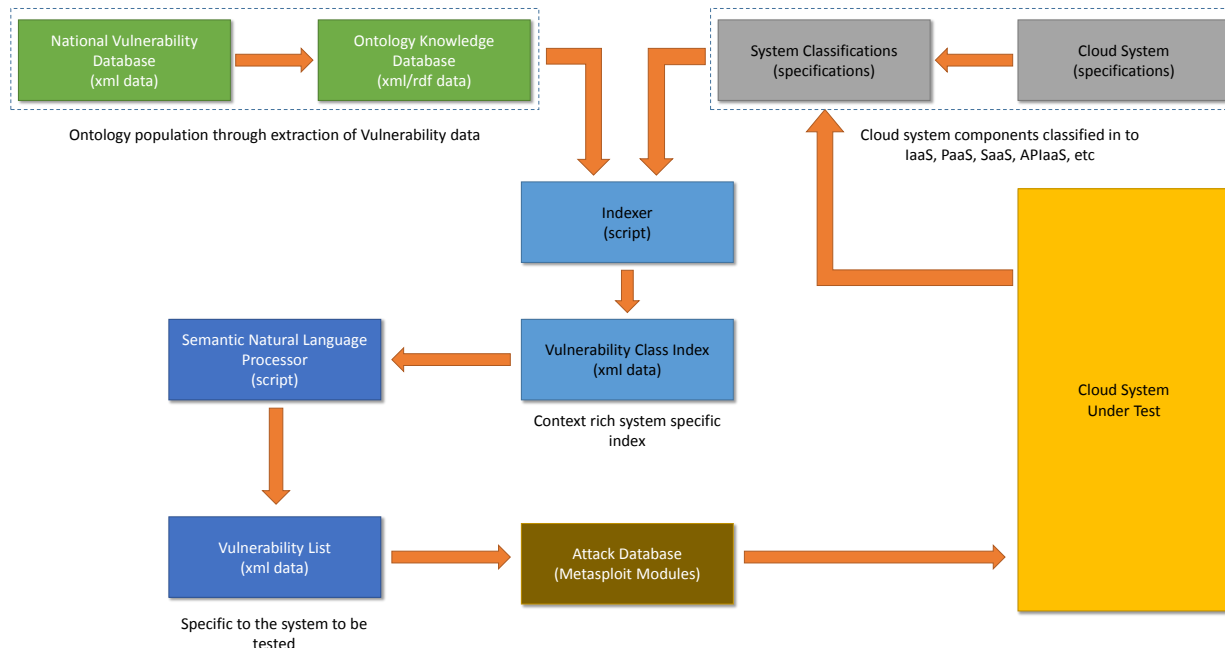 National Vulnerability
Database
(xml data)
Ontology Knowledge
Database
(xml/rdf data)
System Classifications
(specifications)
Cloud System
(specifications)
Ontology population through extraction of Vulnerability data
Cloud system components classified in to
IaaS, PaaS, SaaS, APIaaS, etc
Indexer
(script)
Semantic Natural Language
Processor
(script)
Vulnerability Class Index
(xml data)
Context rich system specific
index
Cloud System
Under Test
Vulnerability List
(xml data)
Attack Database
(Metasploit Modules)
Specific to the system to be
tested